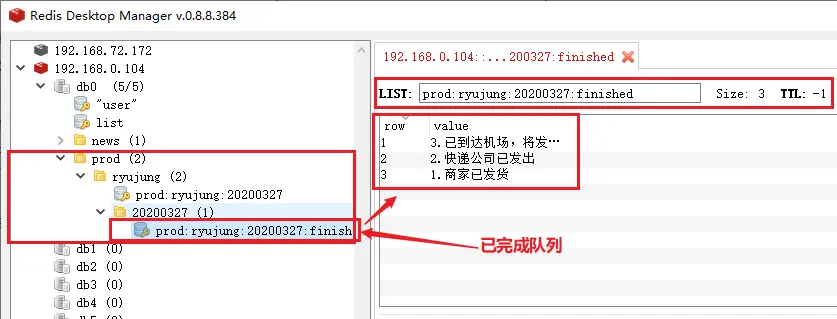 Redis Desktop Manager v.0.8.8.384
192.168.72.172
192.168.0.104
db0 (5/5)
"user"
list
news (1)
prod (2)
ryujung (2)
prod:ryujung:20200327
20200327 (1)
prod:ryujung:20200327:finish
db1 (0)
db2 (0)
db3 (0)
db4 (0)
192.168.0.104::...200327:finished
LIST: prod:ryujung:20200327:finished Size: 3 TTL: -1
row value
1 3.已到达机场，将发…
2 2.快递公司已发出
3 1.商家已发货
已完成队列